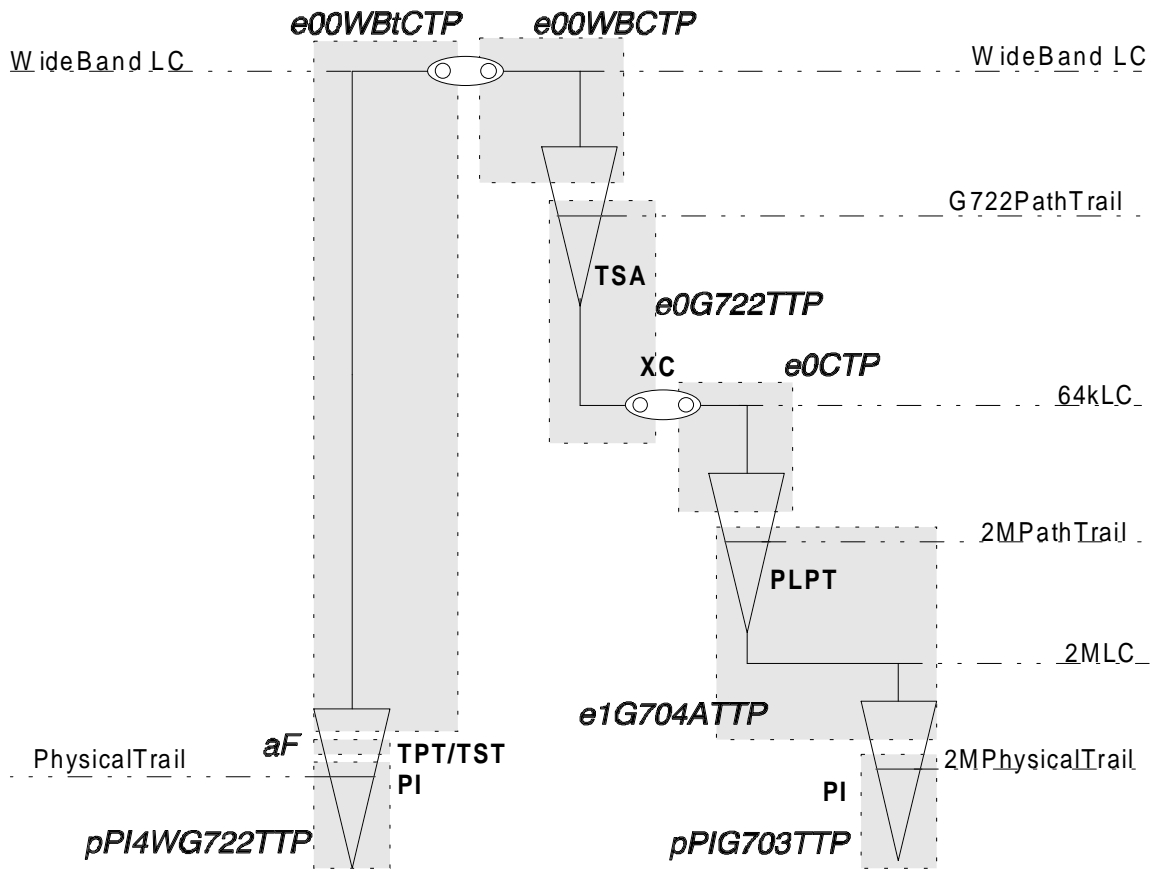 e00WBtCTP
e00WBCTP
WideBand LC
WideBand LC
G722PathTrail
TSA
e0G722TTP
XC
e0CTP
64kLC
2MPathTrail
PLPT
2MLC
e1G704ATTP
aF
TPT/TST
PhysicalTrail
PI
2MPhysicalTrail
PI
pPI4WG722TTP
pPIG703TTP